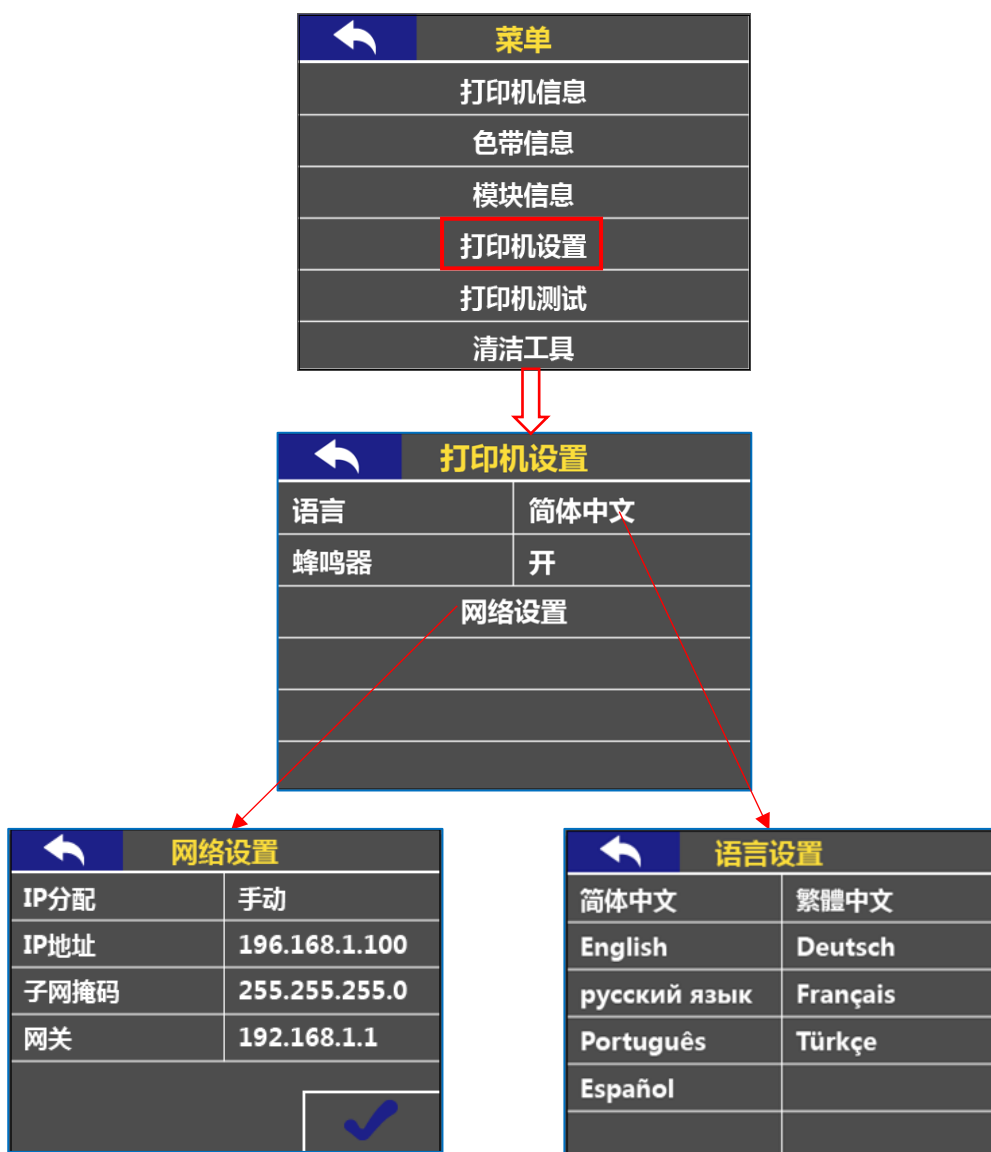 菜单
打印机信息
色带信息
模块信息
打印机设置
打印机测试
清洁工具
打印机设置
语言 简体中文
蜂鸣器 开
网络设置
网络设置
IP分配 手动
IP地址 196.168.1.100
子网掩码 255.255.255.0
网关 192.168.1.1
语言设置
简体中文 繁體中文
English Deutsch
русский язык Français
Português Türkçe
Español